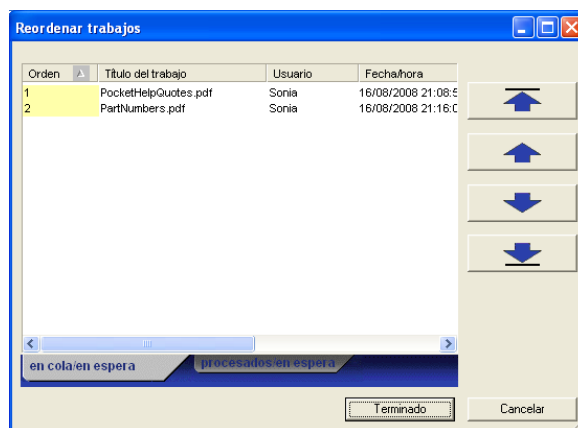 Reordenar trabajos
Orden Título del trabajo Usuario Fecha/hora
1 PocketHelpQuotes.pdf Sonia 16/08/2008 21:08:5
2 PartNumbers.pdf Sonia 16/08/2008 21:16:0
en cola/en espera procesados/en espera
Terminado Cancelar